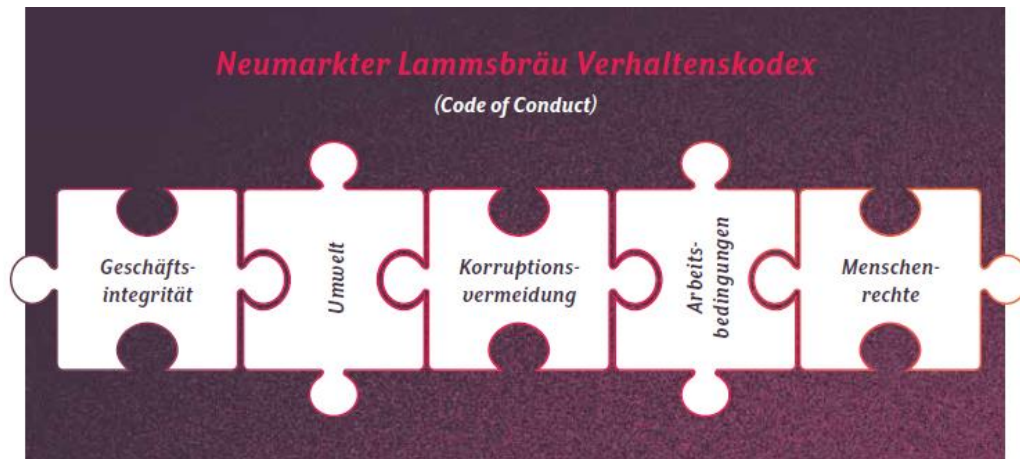 Neumarkter Lammsbräu Verhaltenskodex
(Code of Conduct)
Geschäfts-
integrität
Umwelt
Korruptions-
vermeidung
Arbeits-
bedingungen
Menschen-
rechte